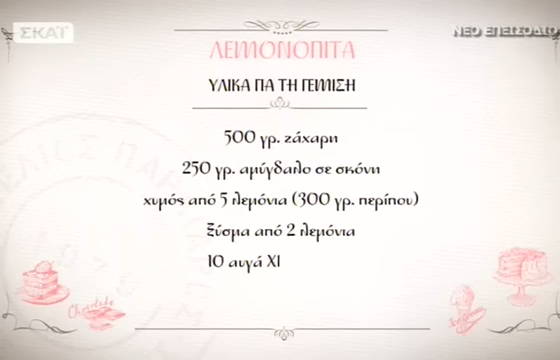 ΣΚΑΪ
ΝΕΟ ΕΠΕΙΣΟΔΙΟ
ΛΕΜΟΝΟΠΙΤΑ
ΥΛΙΚΑ ΓΙΑ ΤΗ ΓΕΜΙΣΗ
500 γρ. ζάχαρη
250 γρ. αμύγδαλο σε σκόνη
χυμός από 5 λεμόνια (300 γρ. περίπου)
Ξύσμα από 2 λεμόνια
10 αυγά Xl
Chocolate